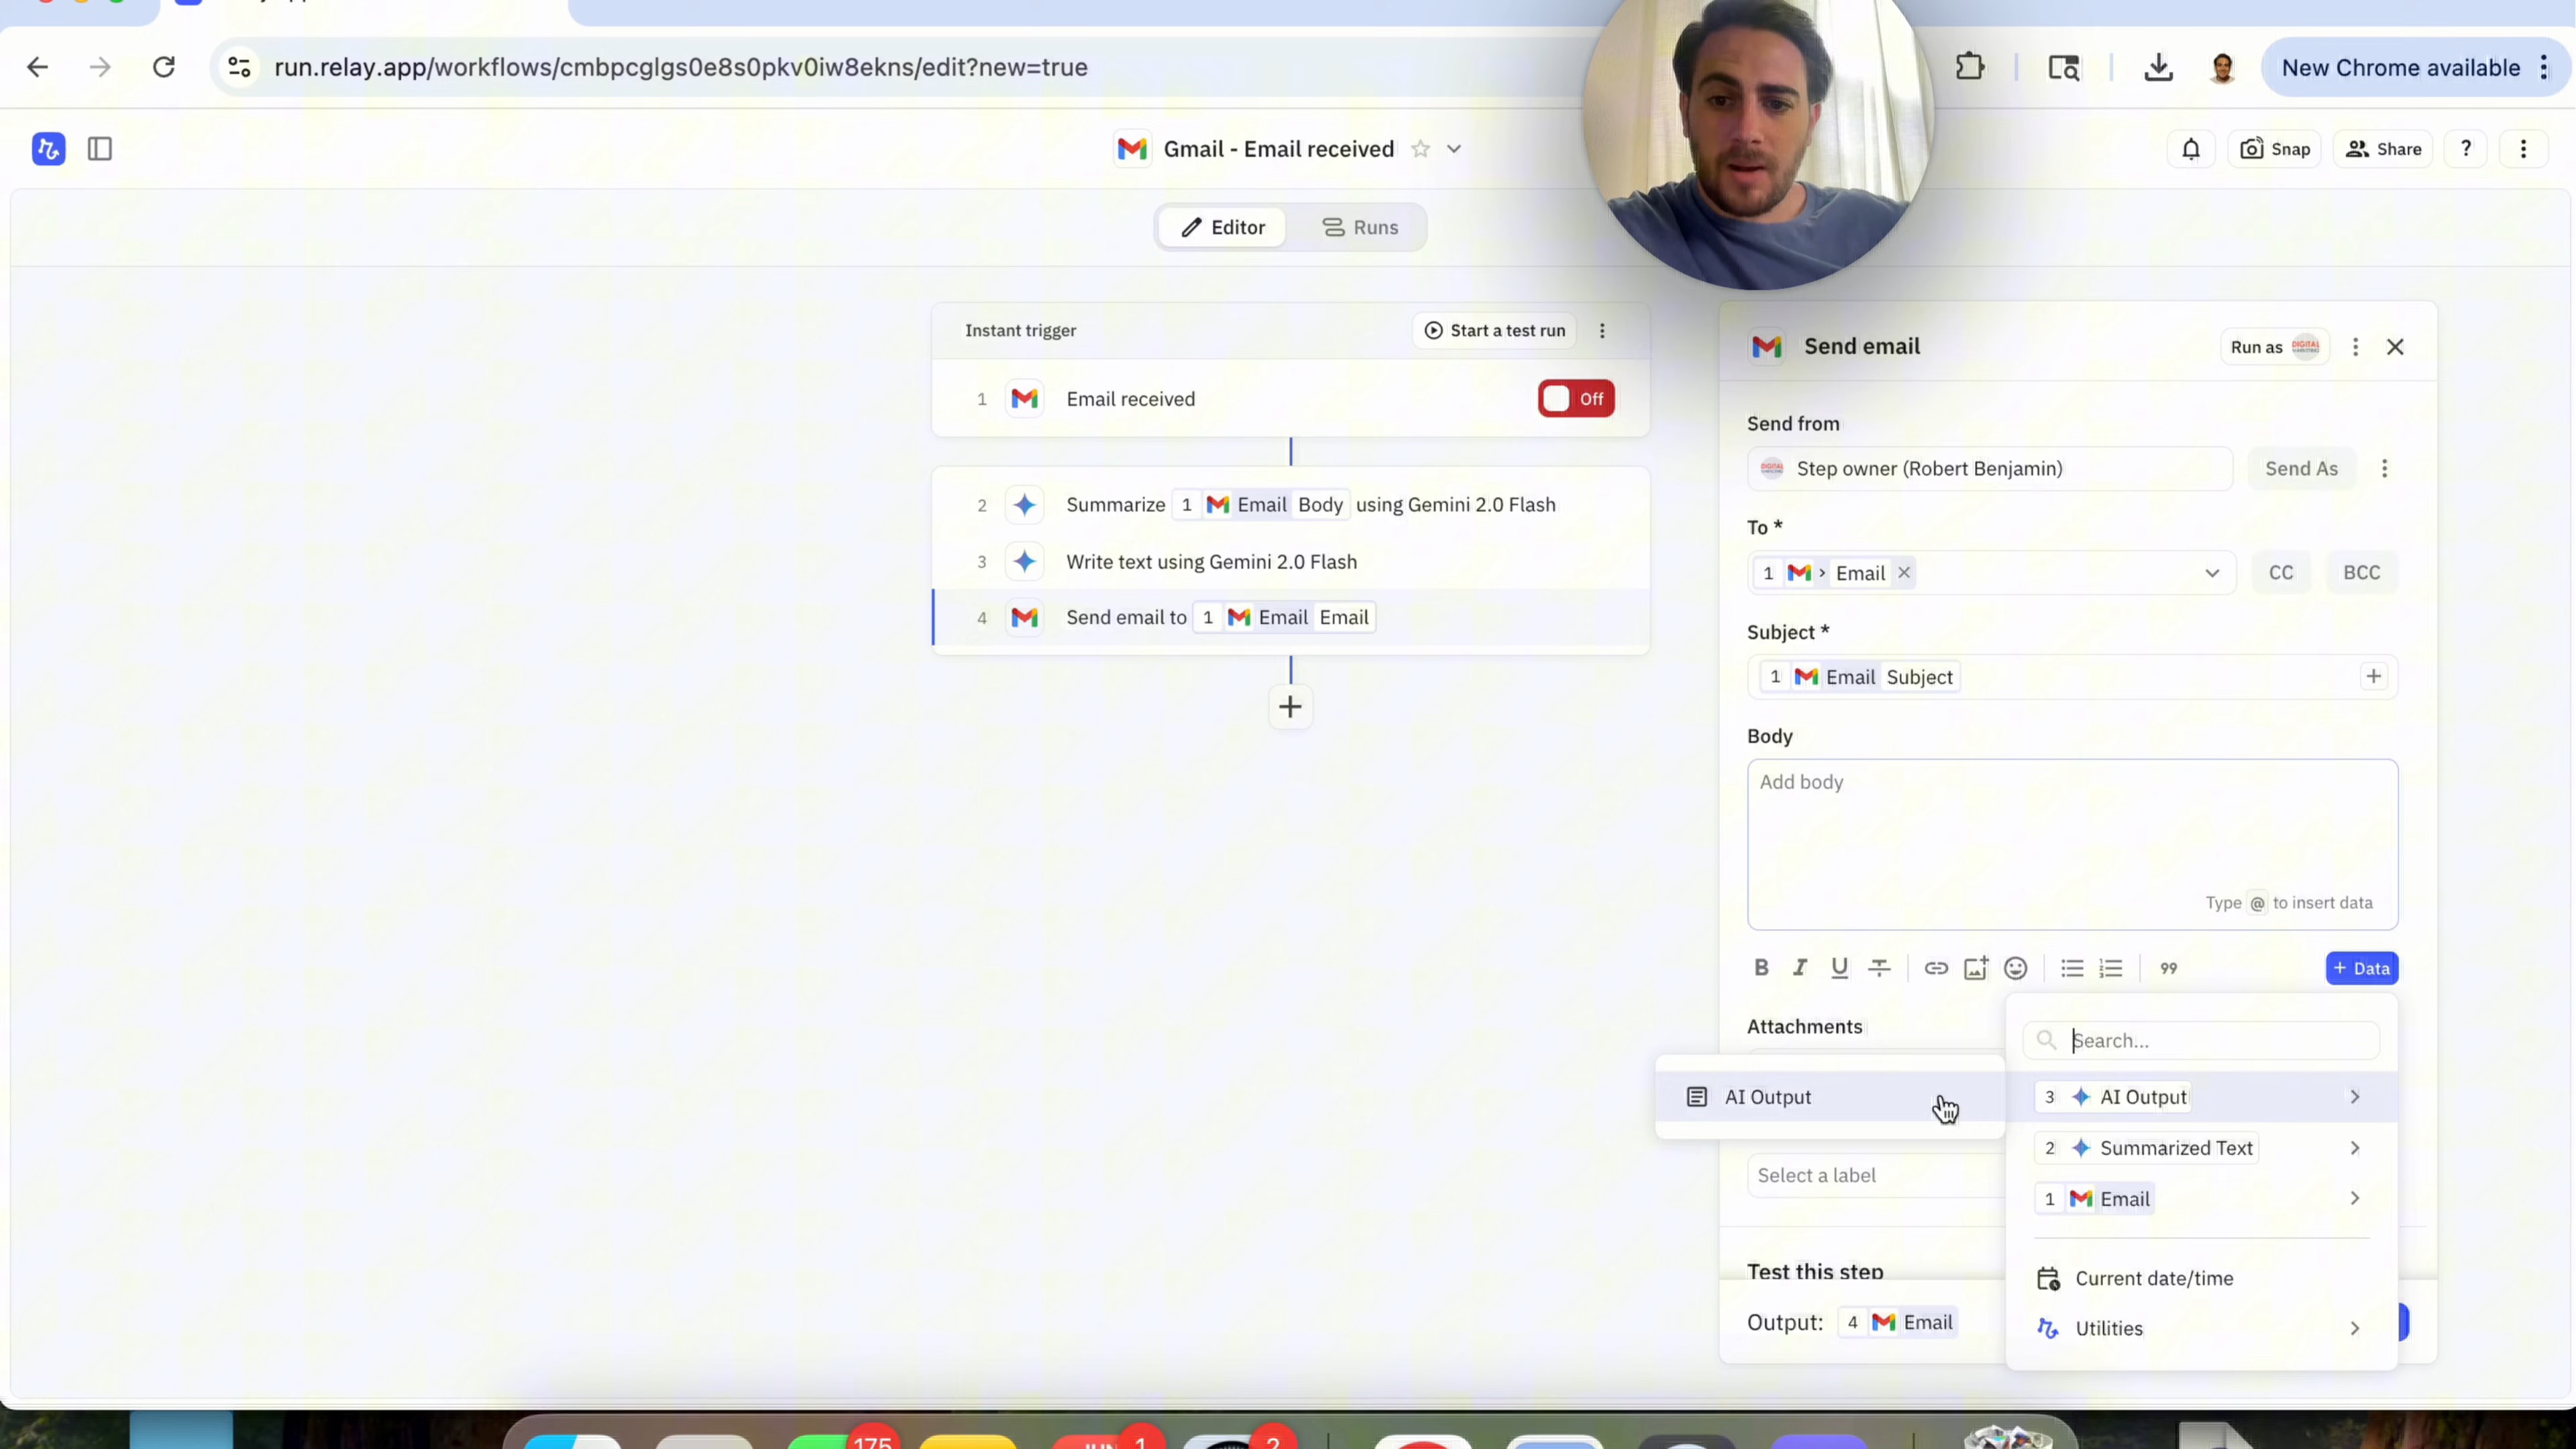 run.relay.app/workflows/cmbpcglgs0e8s0pkv0iw8ekns/edit?new=true
New Chrome available
Gmail - Email received
Snap
Share
?
Editor
Runs
Instant trigger
Start a test run
1 Email received
Off
2 Summarize 1 Email Body using Gemini 2.0 Flash
3 Write text using Gemini 2.0 Flash
4 Send email to 1 Email Email
Send email
Run as
Send from
Step owner (Robert Benjamin)
Send As
To *
1 › Email
CC
BCC
Subject *
1 Email Subject
Body
Add body
Type @ to insert data
B I U
+ Data
Attachments
Search...
AI Output
3 AI Output
2 Summarized Text
Select a label
1 Email
Test this step
Current date/time
Output: 4 Email
Utilities
175
1
2